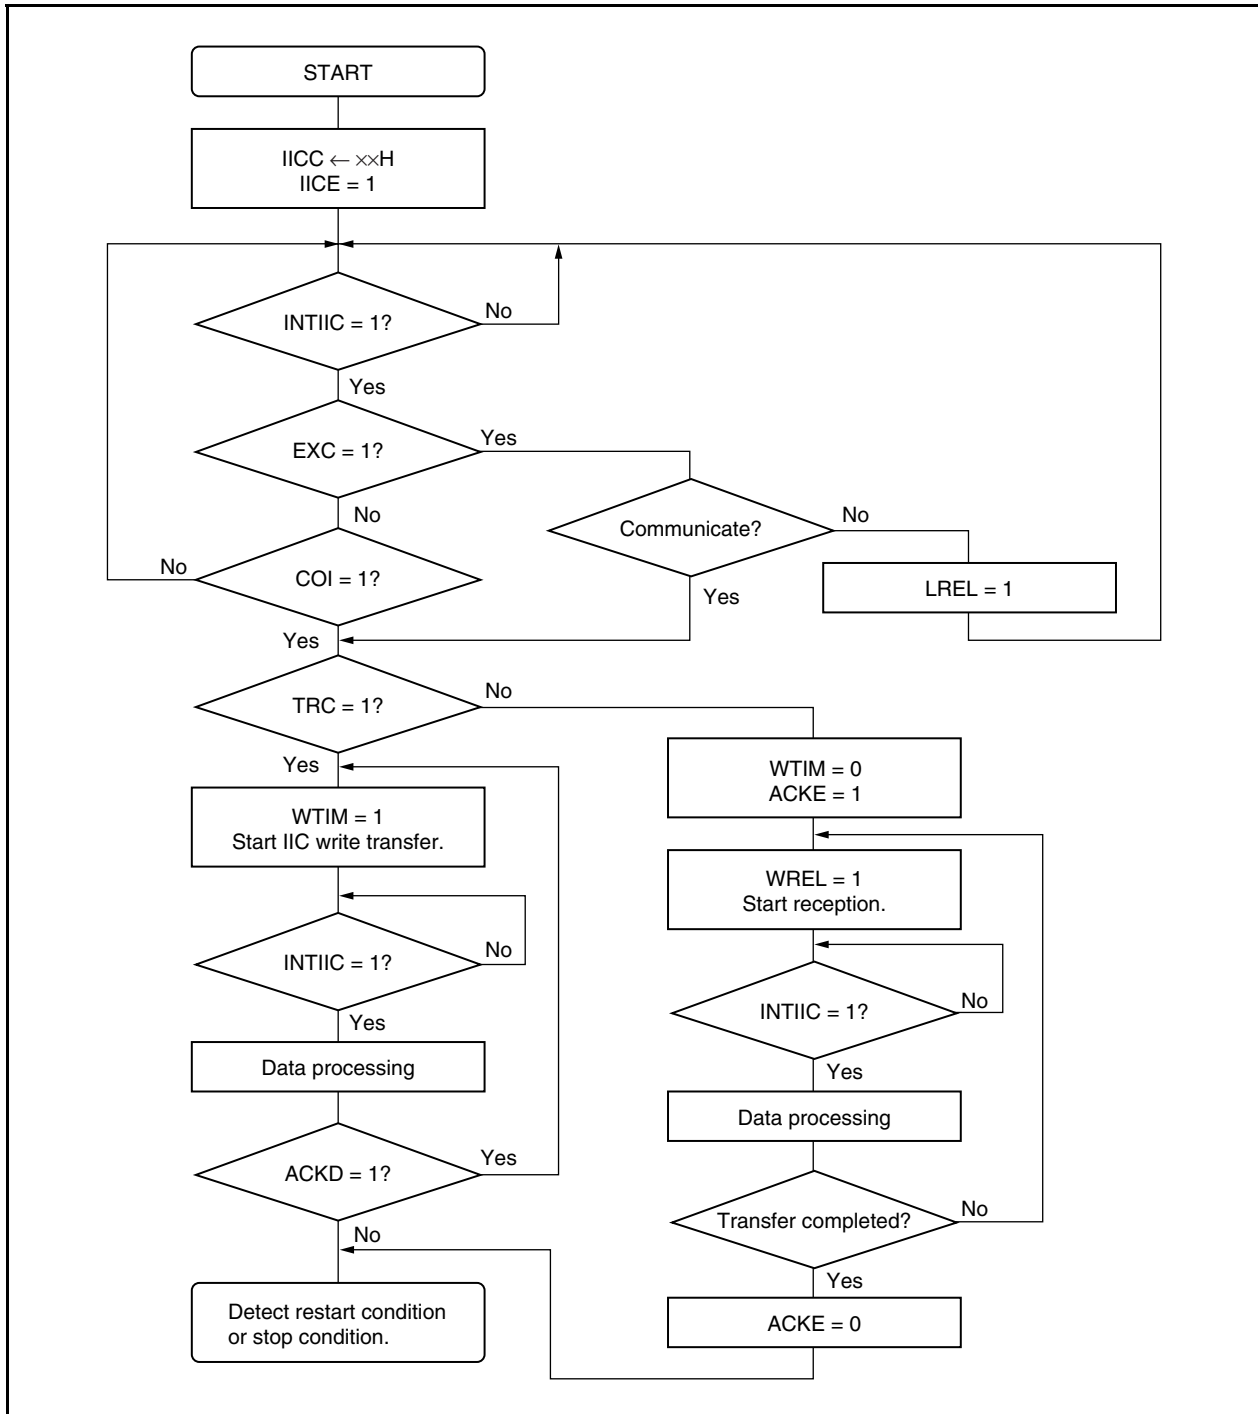 START
IICC ← ××H
IICE = 1
INTIIC = 1?
No
Yes
EXC = 1?
Yes
No
Communicate?
No
Yes
LREL = 1
COI = 1?
No
Yes
TRC = 1?
No
Yes
WTIM = 1
Start IIC write transfer.
INTIIC = 1?
No
Yes
Data processing
ACKD = 1?
Yes
No
Detect restart condition
or stop condition.
WTIM = 0
ACKE = 1
WREL = 1
Start reception.
INTIIC = 1?
No
Yes
Data processing
Transfer completed?
No
Yes
ACKE = 0